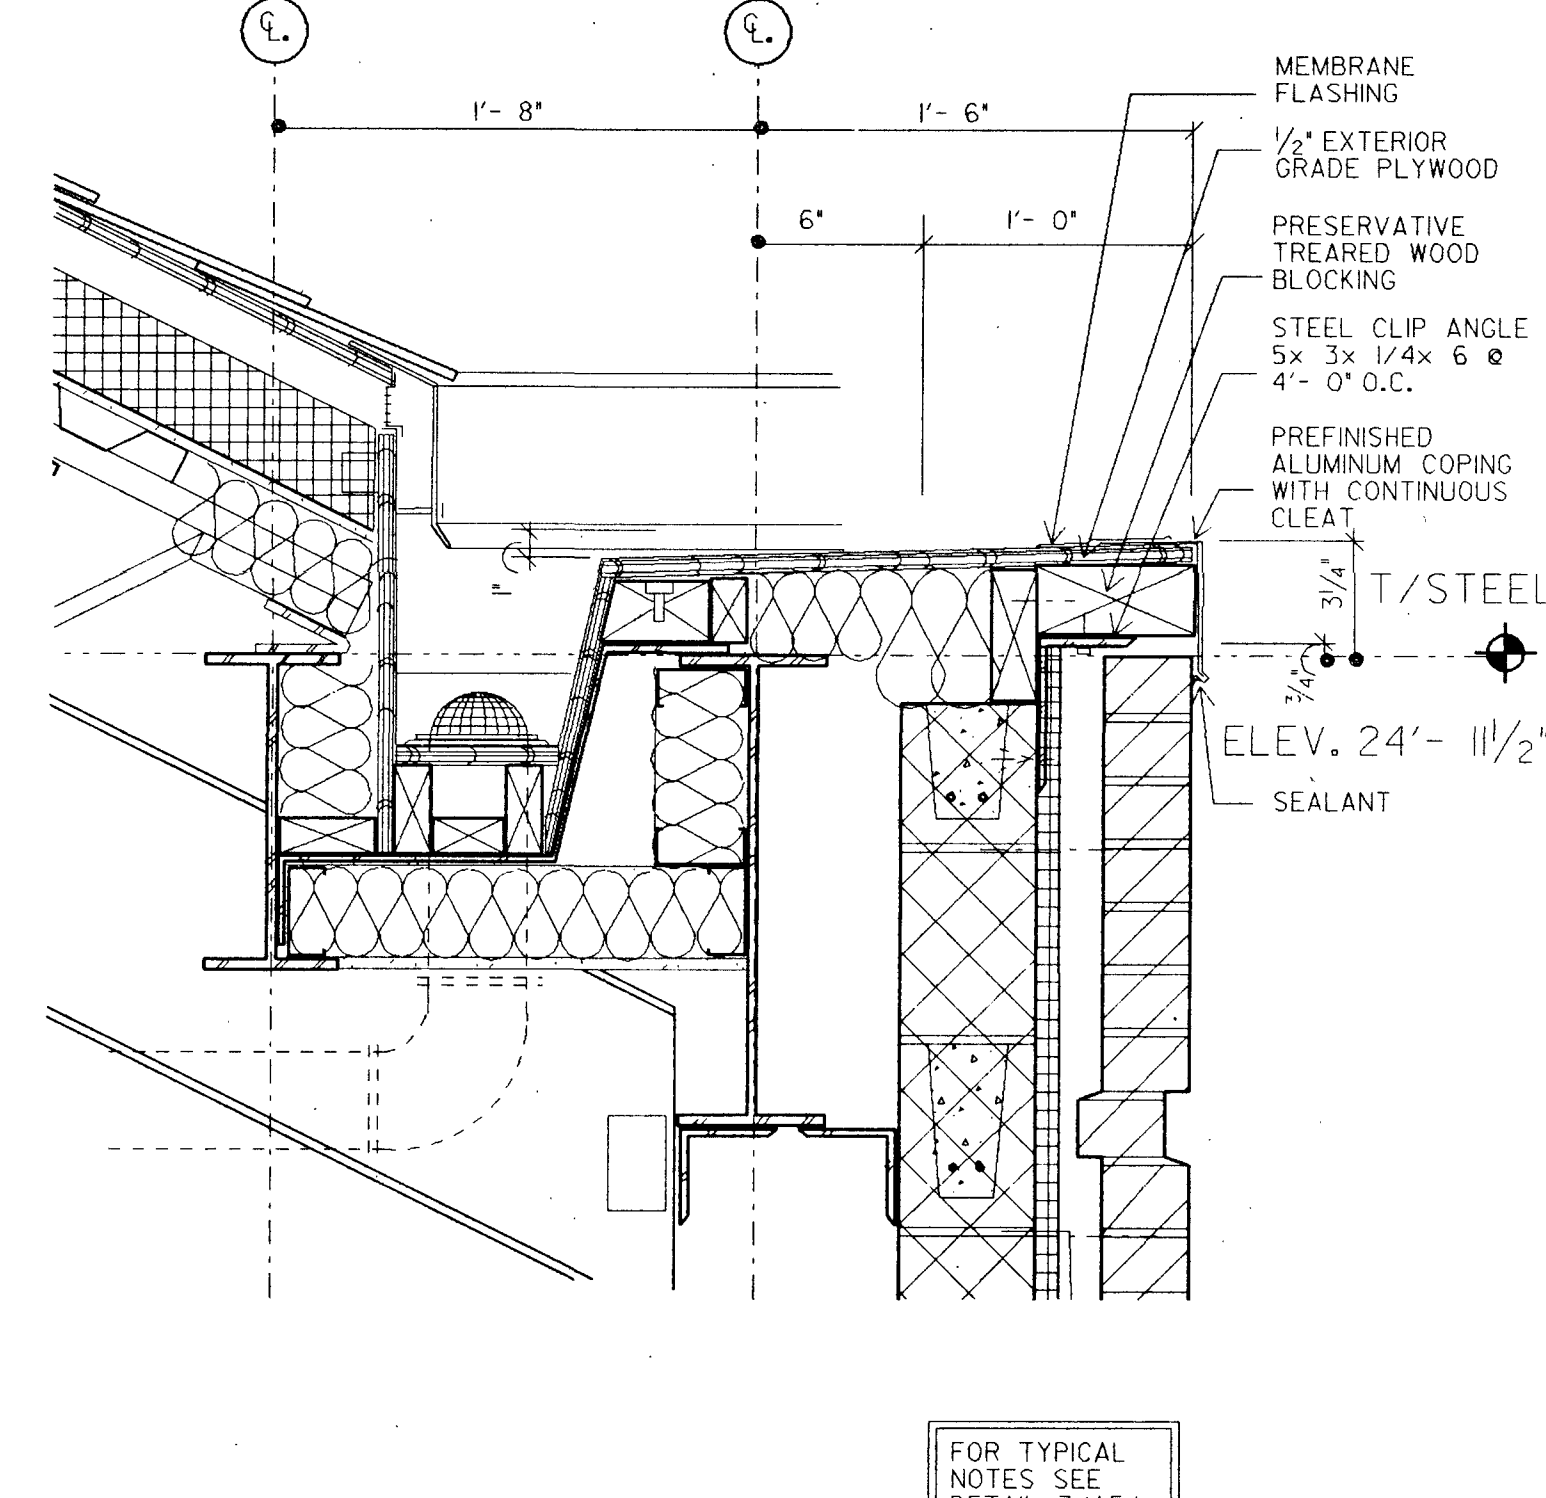 ℄.
℄.
1'- 8"
1'- 6"
6"
1'- 0"
MEMBRANE
FLASHING
1/2" EXTERIOR
GRADE PLYWOOD
PRESERVATIVE
TREARED WOOD
BLOCKING
STEEL CLIP ANGLE
5x 3x 1/4x 6 @
4'- 0" O.C.
PREFINISHED
ALUMINUM COPING
WITH CONTINUOUS
CLEAT
1"
3 1/4"
T/STEEL
3/4"
ELEV. 24'- 11 1/2"
SEALANT
FOR TYPICAL
NOTES SEE
DETAIL